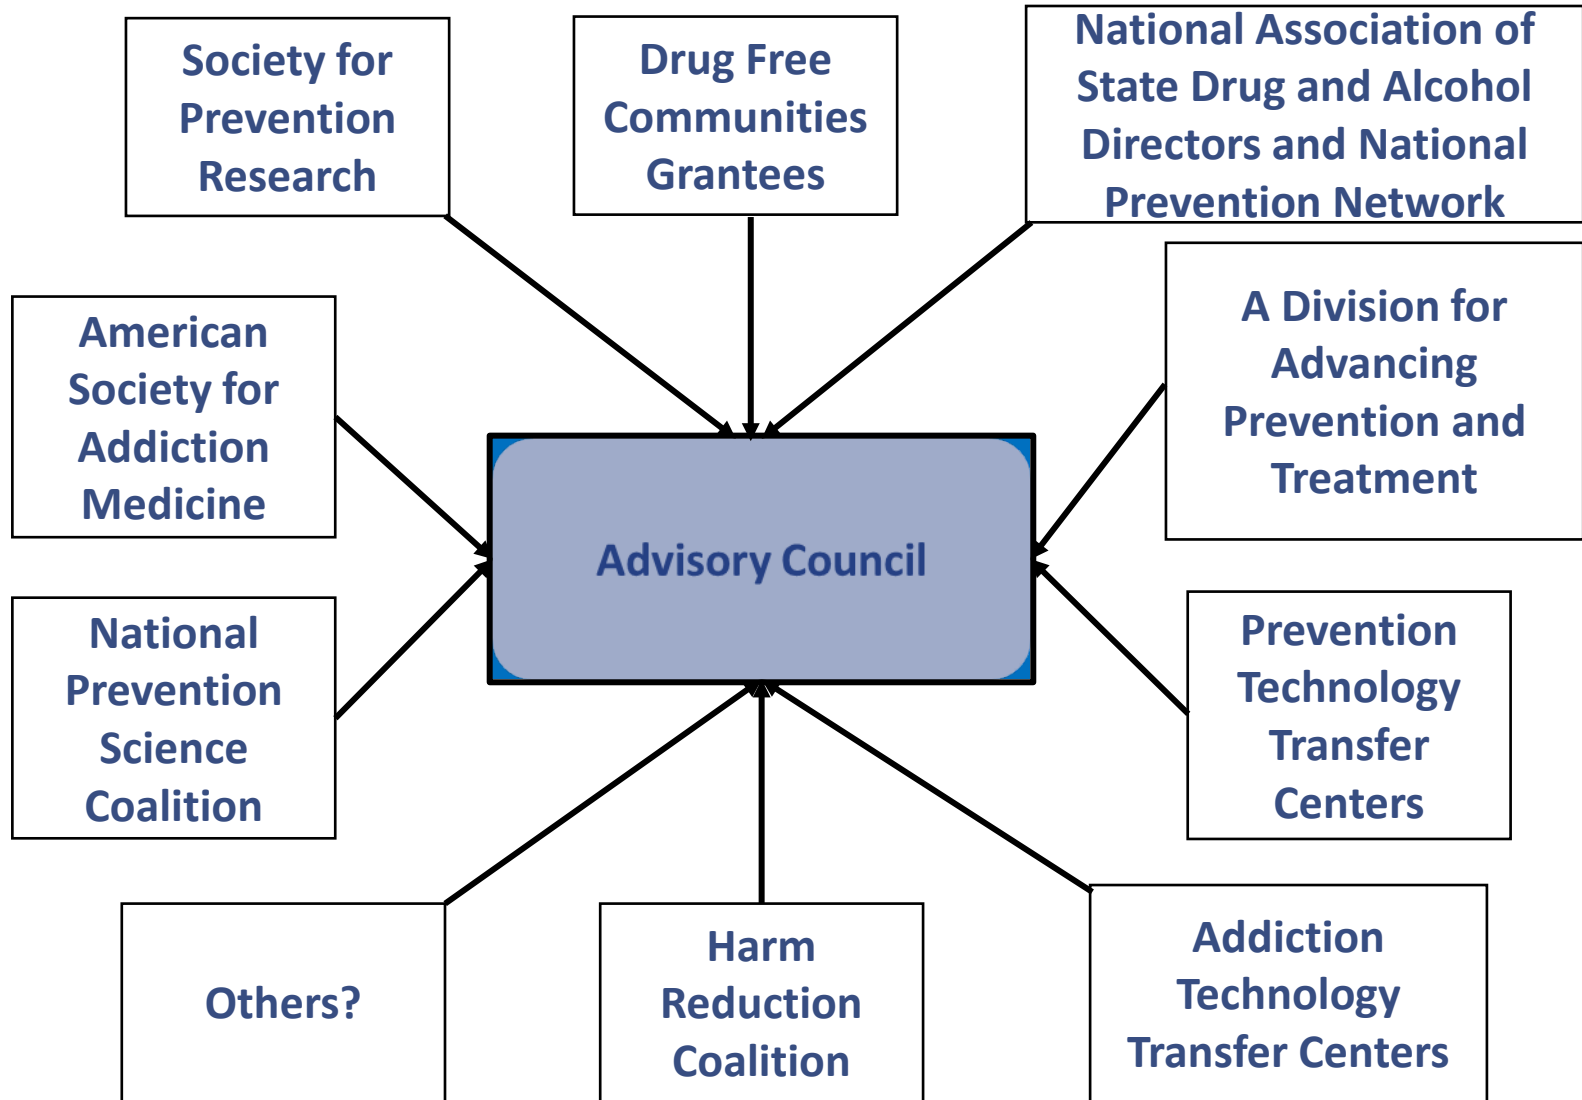 Society for
Prevention
Research
Drug Free
Communities
Grantees
National Association of
State Drug and Alcohol
Directors and National
Prevention Network
American
Society for
Addiction
Medicine
A Division for
Advancing
Prevention and
Treatment
Advisory Council
National
Prevention
Science
Coalition
Prevention
Technology
Transfer
Centers
Others?
Harm
Reduction
Coalition
Addiction
Technology
Transfer Centers